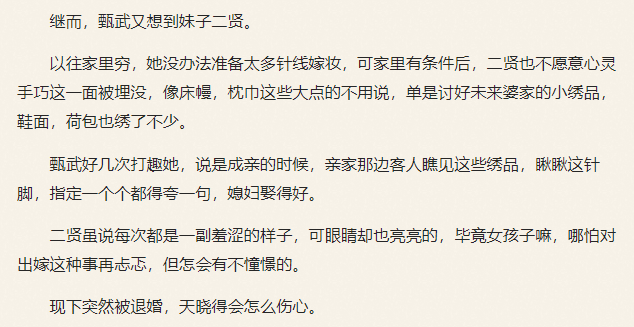 继而，甄武又想到妹子二贤。
以往家里穷，她没办法准备太多针线嫁妆，可家里有条件后，二贤也不愿意心灵
手巧这一面被埋没，像床幔，枕巾这些大点的不用说，单是讨好未来婆家的小绣品，
鞋面，荷包也绣了不少。
甄武好几次打趣她，说是成亲的时候，亲家那边客人瞧见这些绣品，瞅瞅这针
脚，指定一个个都得夸一句，媳妇娶得好。
二贤虽说每次都是一副羞涩的样子，可眼睛却也亮亮的，毕竟女孩子嘛，哪怕对
出嫁这种事再忐忑，但怎会有不憧憬的。
现下突然被退婚，天晓得会怎么伤心。